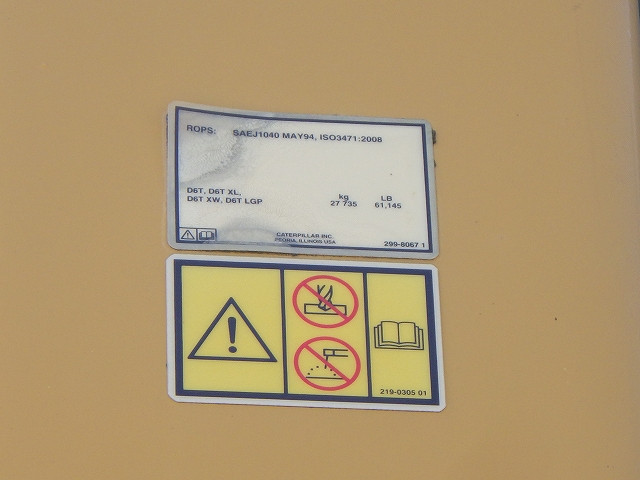 ROPS: SAEJ1040 MAY94, ISO3471:2008
D6T, D6T XL,
D6T XW, D6T LGP
kg LB
27 735 61,145
CATERPILLAR INC.
PEORIA, ILLINOIS USA
299-8067 1
219-0305 01